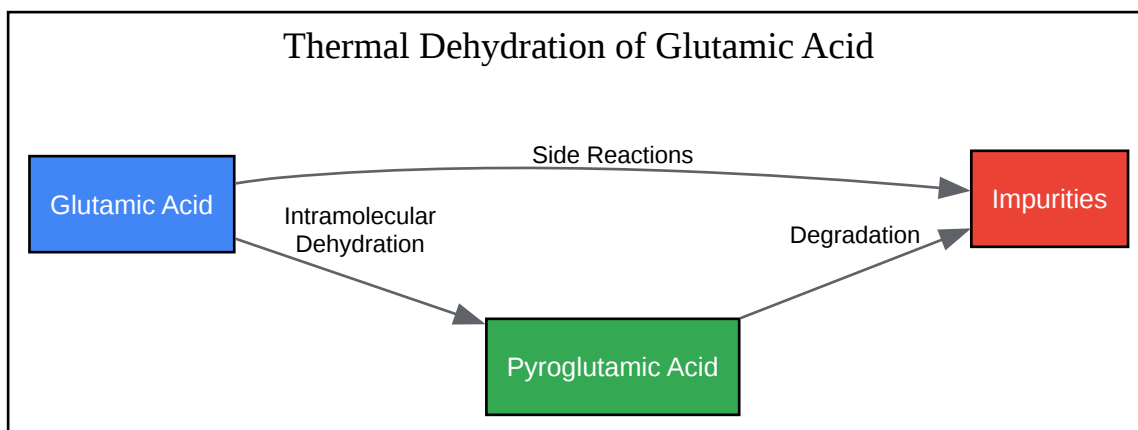 Thermal Dehydration of Glutamic Acid
Side Reactions
Glutamic Acid
Impurities
Intramolecular
Dehydration
Degradation
Pyroglutamic Acid